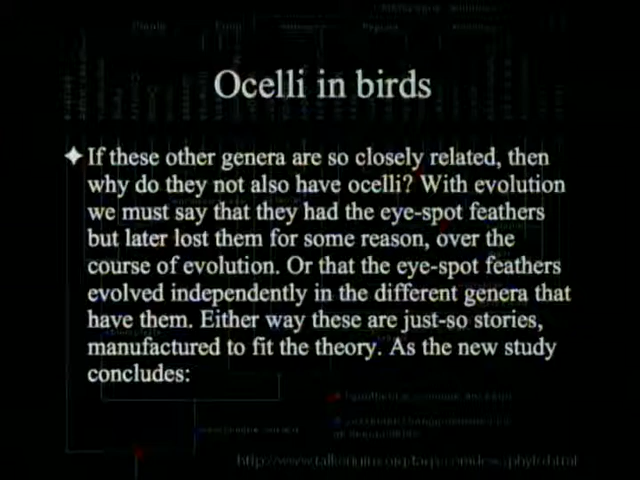 Ocelli in birds
If these other genera are so closely related, then
why do they not also have ocelli? With evolution
we must say that they had the eye-spot feathers
but later lost them for some reason, over the
course of evolution. Or that the eye-spot feathers
evolved independently in the different genera that
have them. Either way these are just-so stories,
manufactured to fit the theory. As the new study
concludes: